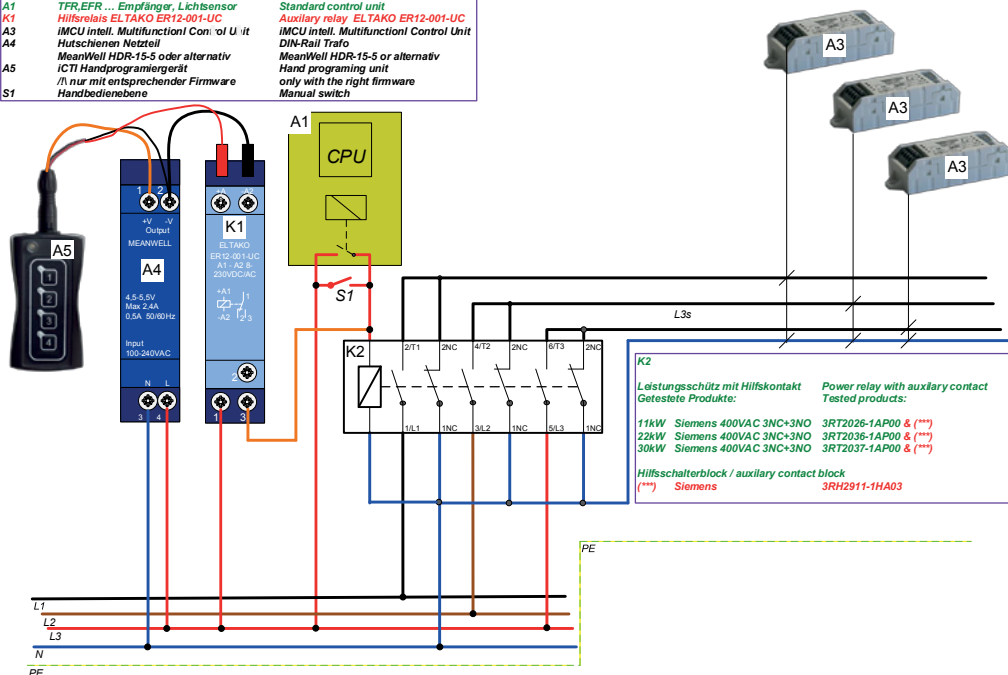 A1 TFR,EFR ... Empfänger, Lichtsensor Standard control unit
K1 Hilfsrelais ELTAKO ER12-001-UC Auxilary relay ELTAKO ER12-001-UC
A3 iMCU intell. Multifunctionl Control Unit iMCU intell. Multifunctionl Control Unit
A4 Hutschienen Netzteil DIN-Rail Trafo
MeanWell HDR-15-5 oder alternativ MeanWell HDR-15-5 or alternativ
A5 iCTI Handprogramiergerät Hand programing unit
/!\ nur mit entsprechender Firmware only with the right firmware
S1 Handbedienebene Manual switch
A3
A3
A3
A1
CPU
S1
A5
1
2
3
4
1 2
+V -V
Output
MEANWELL
A4
4,5-5,5V
Max 2,4A
0,5A 50/60Hz
Input
100-240VAC
N L
3 4
+A A2
K1
ELTAKO
ER12-001-UC
A1 - A2 8-
230VDC/AC
+A1 1
-A2 2 3
2
1 3
L3s
K2
2/T1 2NC 4/T2 2NC 6/T3 2NC
1/L1 1NC 3/L2 1NC 5/L3 1NC
K2
Leistungsschütz mit Hilfskontakt Power relay with auxilary contact
Getestete Produkte: Tested products:
11kW Siemens 400VAC 3NC+3NO 3RT2026-1AP00 & (***)
22kW Siemens 400VAC 3NC+3NO 3RT2036-1AP00 & (***)
30kW Siemens 400VAC 3NC+3NO 3RT2037-1AP00 & (***)
Hilfsschalterblock / auxilary contact block
(***) Siemens 3RH2911-1HA03
PE
L1
L2
L3
N
PE